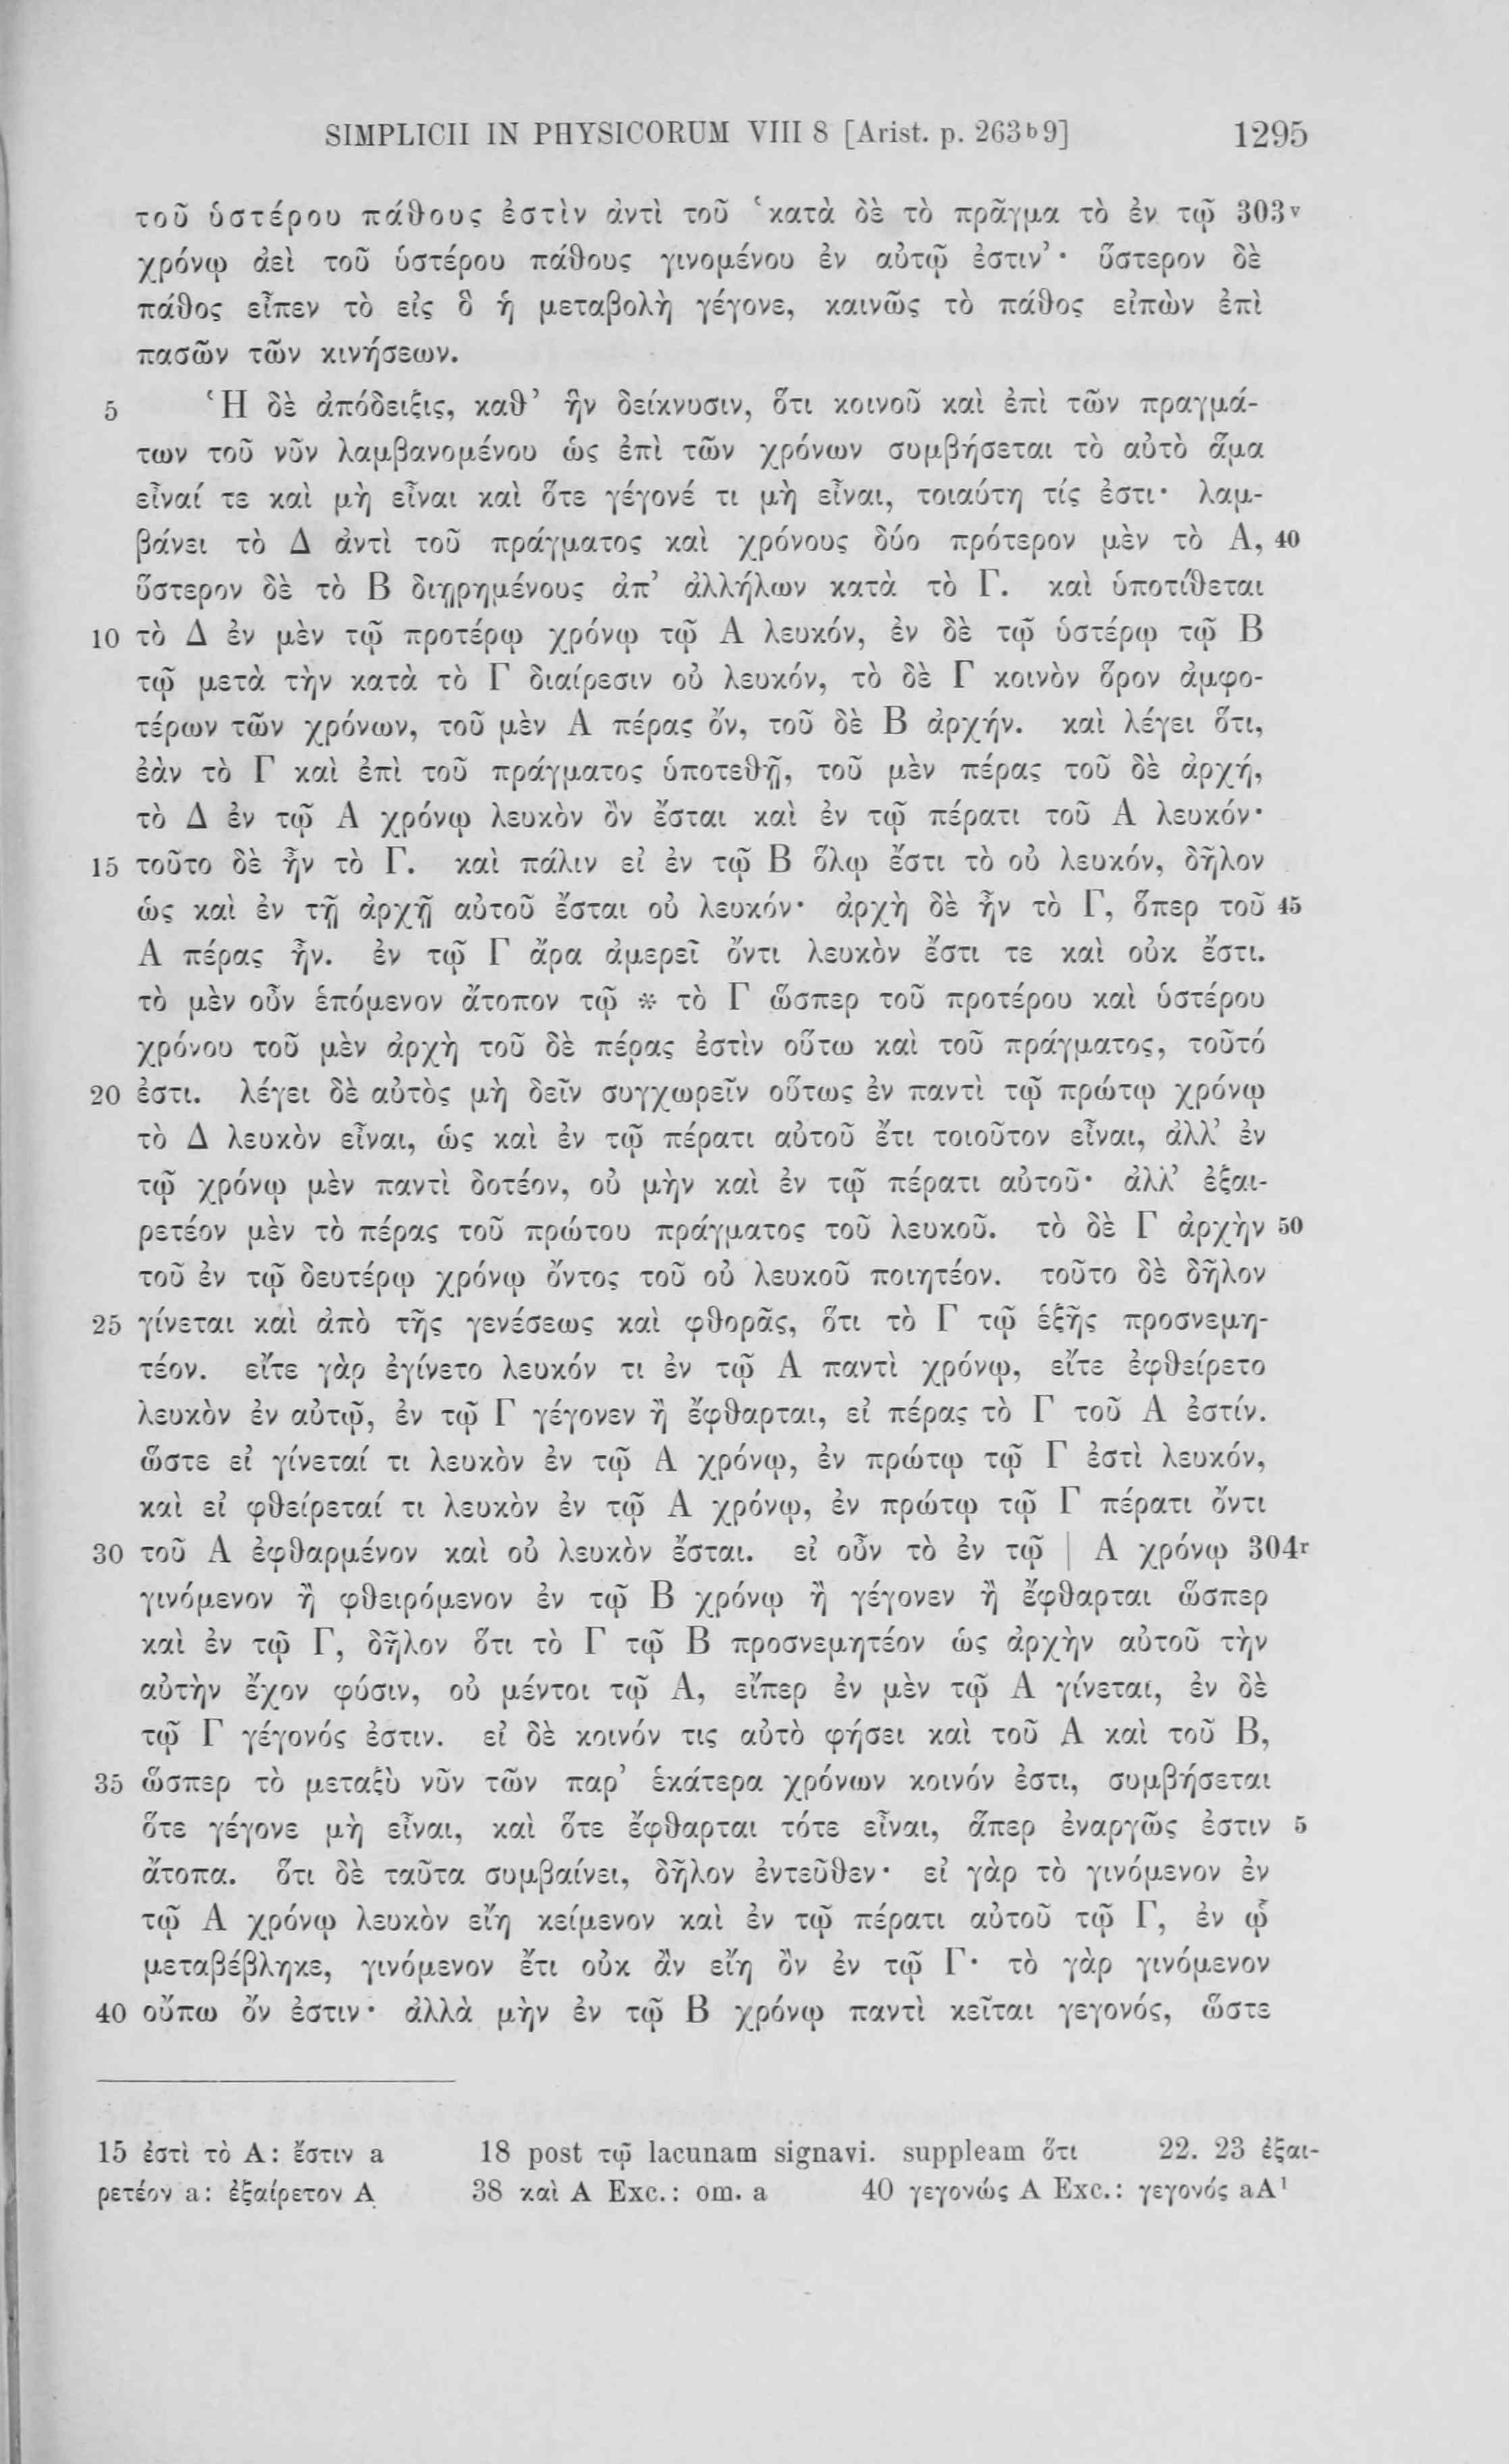 SIMPLICII IN PHYSICORUM VIII 8 [Arist. p. 263ᵇ9] 1295
τοῦ ὑστέρου πάθους ἐστὶν ἀντὶ τοῦ ‘κατὰ δὲ τὸ πρᾶγμα τὸ ἐν τῷ 303ᵛ
χρόνῳ ἀεὶ τοῦ ὑστέρου πάθους γινομένου ἐν αὐτῷ ἐστιν’· ὕστερον δὲ
πάθος εἶπεν τὸ εἰς ὃ ἡ μεταβολὴ γέγονε, καινῶς τὸ πάθος εἰπὼν ἐπὶ
πασῶν τῶν κινήσεων.
5 Ἡ δὲ ἀπόδειξις, καθ’ ἣν δείκνυσιν, ὅτι κοινοῦ καὶ ἐπὶ τῶν πραγμά-
των τοῦ νῦν λαμβανομένου ὡς ἐπὶ τῶν χρόνων συμβήσεται τὸ αὐτὸ ἅμα
εἶναί τε καὶ μὴ εἶναι καὶ ὅτε γέγονέ τι μὴ εἶναι, τοιαύτη τίς ἐστι· λαμ-
βάνει τὸ Δ ἀντὶ τοῦ πράγματος καὶ χρόνους δύο πρότερον μὲν τὸ Α, 40
ὕστερον δὲ τὸ Β διῃρημένους ἀπ’ ἀλλήλων κατὰ τὸ Γ. καὶ ὑποτίθεται
10 τὸ Δ ἐν μὲν τῷ προτέρῳ χρόνῳ τῷ Α λευκόν, ἐν δὲ τῷ ὑστέρῳ τῷ Β
τῷ μετὰ τὴν κατὰ τὸ Γ διαίρεσιν οὐ λευκόν, τὸ δὲ Γ κοινὸν ὅρον ἀμφο-
τέρων τῶν χρόνων, τοῦ μὲν Α πέρας ὄν, τοῦ δὲ Β ἀρχήν. καὶ λέγει ὅτι,
ἐὰν τὸ Γ καὶ ἐπὶ τοῦ πράγματος ὑποτεθῇ, τοῦ μὲν πέρας τοῦ δὲ ἀρχή,
τὸ Δ ἐν τῷ Α χρόνῳ λευκὸν ὂν ἔσται καὶ ἐν τῷ πέρατι τοῦ Α λευκόν·
15 τοῦτο δὲ ἦν τὸ Γ. καὶ πάλιν εἰ ἐν τῷ Β ὅλῳ ἔστι τὸ οὐ λευκόν, δῆλον
ὡς καὶ ἐν τῇ ἀρχῇ αὐτοῦ ἔσται οὐ λευκόν· ἀρχὴ δὲ ἦν τὸ Γ, ὅπερ τοῦ 45
Α πέρας ἦν. ἐν τῷ Γ ἄρα ἀμερεῖ ὄντι λευκὸν ἔστι τε καὶ οὐκ ἔστι.
τὸ μὲν οὖν ἑπόμενον ἄτοπον τῷ * τὸ Γ ὥσπερ τοῦ προτέρου καὶ ὑστέρου
χρόνου τοῦ μὲν ἀρχὴ τοῦ δὲ πέρας ἐστὶν οὕτω καὶ τοῦ πράγματος, τοῦτό
20 ἐστι. λέγει δὲ αὐτὸς μὴ δεῖν συγχωρεῖν οὕτως ἐν παντὶ τῷ πρώτῳ χρόνῳ
τὸ Δ λευκὸν εἶναι, ὡς καὶ ἐν τῷ πέρατι αὐτοῦ ἔτι τοιοῦτον εἶναι, ἀλλ’ ἐν
τῷ χρόνῳ μὲν παντὶ δοτέον, οὐ μὴν καὶ ἐν τῷ πέρατι αὐτοῦ· ἀλλ’ ἐξαι-
ρετέον μὲν τὸ πέρας τοῦ πρώτου πράγματος τοῦ λευκοῦ. τὸ δὲ Γ ἀρχὴν 50
τοῦ ἐν τῷ δευτέρῳ χρόνῳ ὄντος τοῦ οὐ λευκοῦ ποιητέον. τοῦτο δὲ δῆλον
25 γίνεται καὶ ἀπὸ τῆς γενέσεως καὶ φθορᾶς, ὅτι τὸ Γ τῷ ἑξῆς προσνεμη-
τέον. εἴτε γὰρ ἐγίνετο λευκόν τι ἐν τῷ Α παντὶ χρόνῳ, εἴτε ἐφθείρετο
λευκὸν ἐν αὐτῷ, ἐν τῷ Γ γέγονεν ἢ ἔφθαρται, εἰ πέρας τὸ Γ τοῦ Α ἐστίν.
ὥστε εἰ γίνεταί τι λευκὸν ἐν τῷ Α χρόνῳ, ἐν πρώτῳ τῷ Γ ἐστὶ λευκόν,
καὶ εἰ φθείρεταί τι λευκὸν ἐν τῷ Α χρόνῳ, ἐν πρώτῳ τῷ Γ πέρατι ὄντι
30 τοῦ Α ἐφθαρμένον καὶ οὐ λευκὸν ἔσται. εἰ οὖν τὸ ἐν τῷ | Α χρόνῳ 304ʳ
γινόμενον ἢ φθειρόμενον ἐν τῷ Β χρόνῳ ἢ γέγονεν ἢ ἔφθαρται ὥσπερ
καὶ ἐν τῷ Γ, δῆλον ὅτι τὸ Γ τῷ Β προσνεμητέον ὡς ἀρχὴν αὐτοῦ τὴν
αὐτὴν ἔχον φύσιν, οὐ μέντοι τῷ Α, εἴπερ ἐν μὲν τῷ Α γίνεται, ἐν δὲ
τῷ Γ γέγονός ἐστιν. εἰ δὲ κοινόν τις αὐτὸ φήσει καὶ τοῦ Α καὶ τοῦ Β,
35 ὥσπερ τὸ μεταξὺ νῦν τῶν παρ’ ἑκάτερα χρόνων κοινόν ἐστι, συμβήσεται
ὅτε γέγονε μὴ εἶναι, καὶ ὅτε ἔφθαρται τότε εἶναι, ἅπερ ἐναργῶς ἐστιν 5
ἄτοπα. ὅτι δὲ ταῦτα συμβαίνει, δῆλον ἐντεῦθεν· εἰ γὰρ τὸ γινόμενον ἐν
τῷ Α χρόνῳ λευκὸν εἴη κείμενον καὶ ἐν τῷ πέρατι αὐτοῦ τῷ Γ, ἐν ᾧ
μεταβέβληκε, γινόμενον ἔτι οὐκ ἂν εἴη ὂν ἐν τῷ Γ· τὸ γὰρ γινόμενον
40 οὔπω ὄν ἐστιν· ἀλλὰ μὴν ἐν τῷ Β χρόνῳ παντὶ κεῖται γεγονός, ὥστε
15 ἐστὶ τὸ A: ἔστιν a 18 post τῷ lacunam signavi. suppleam ὅτι 22. 23 ἐξαι-
ρετέον a: ἐξαίρετον A 38 καὶ A Exc.: om. a 40 γεγονώς A Exc.: γεγονός aA¹